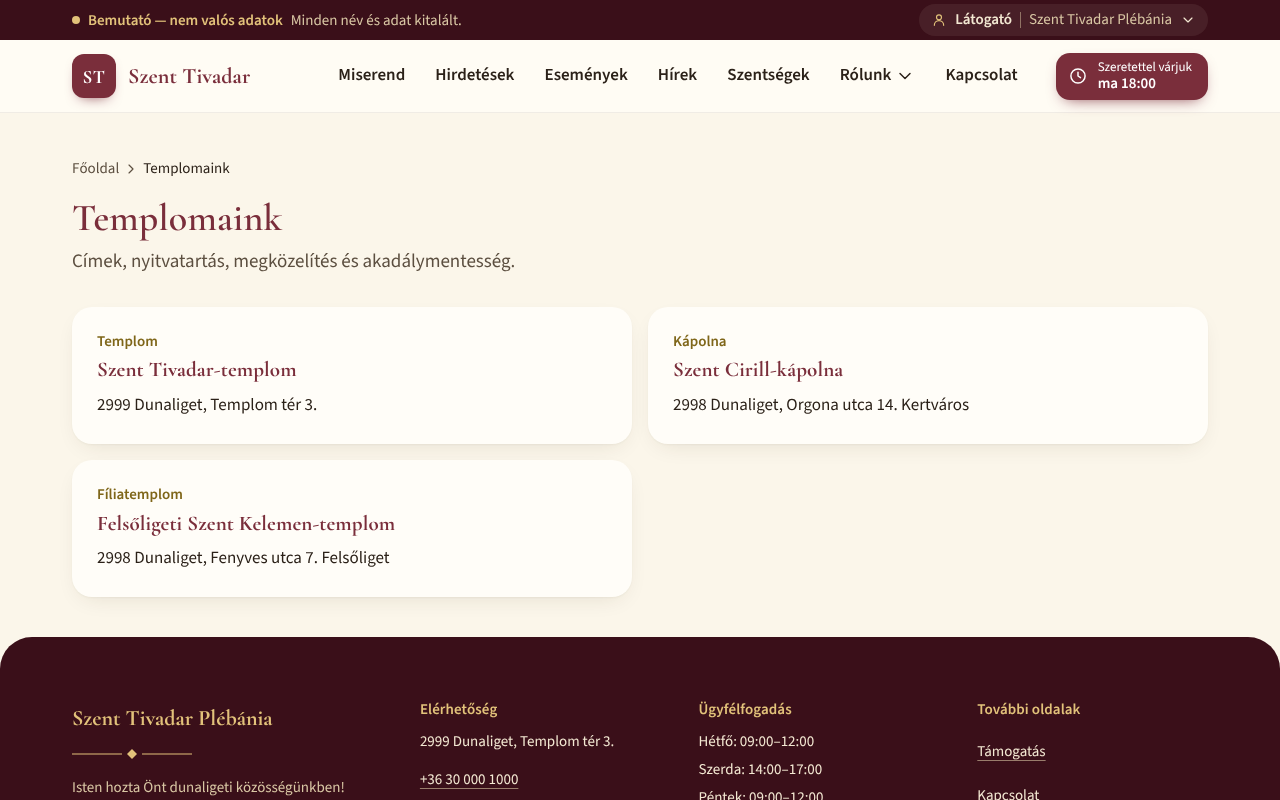 Bemutató — nem valós adatok Minden név és adat kitalált.
Látogató Szent Tivadar Plébánia
ST Szent Tivadar
Miserend Hirdetések Események Hírek Szentségek Rólunk Kapcsolat
Szeretettel várjuk
ma 18:00
Főoldal Templomaink
Templomaink
Címek, nyitvatartás, megközelítés és akadálymentesség.
Templom
Szent Tivadar-templom
2999 Dunaliget, Templom tér 3.
Kápolna
Szent Cirill-kápolna
2998 Dunaliget, Orgona utca 14. Kertváros
Fíliatemplom
Felsőligeti Szent Kelemen-templom
2998 Dunaliget, Fenyves utca 7. Felsőliget
Szent Tivadar Plébánia
Isten hozta Önt dunaligeti közösségünkben!
Elérhetőség
2999 Dunaliget, Templom tér 3.
+36 30 000 1000
Ügyfélfogadás
Hétfő: 09:00–12:00
Szerda: 14:00–17:00
Péntek: 09:00–12:00
További oldalak
Támogatás
Kapcsolat